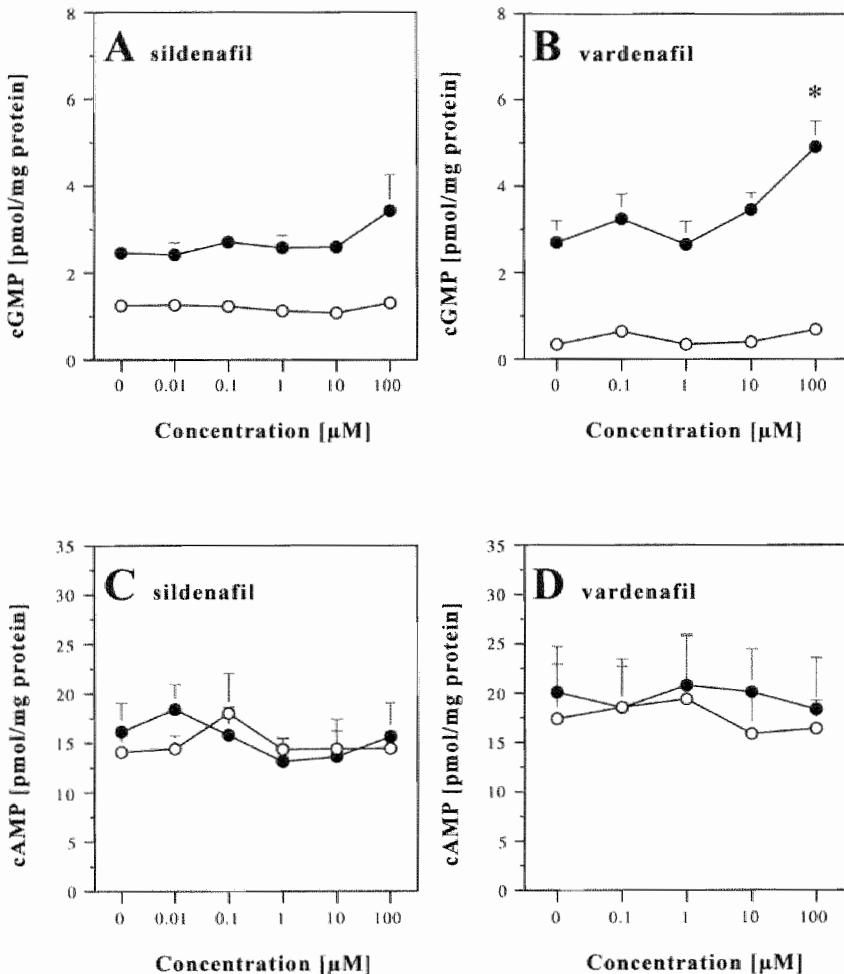 A sildenafil
8
6
4
2
0
cGMP [pmol/mg protein]
0 0.01 0.1 1 10 100
Concentration [µM]
B vardenafil
*
8
6
4
2
0
cGMP [pmol/mg protein]
0 0.1 1 10 100
Concentration [µM]
C sildenafil
35
30
25
20
15
10
5
0
cAMP [pmol/mg protein]
0 0.01 0.1 1 10 100
Concentration [µM]
D vardenafil
35
30
25
20
15
10
5
0
cAMP [pmol/mg protein]
0 0.1 1 10 100
Concentration [µM]